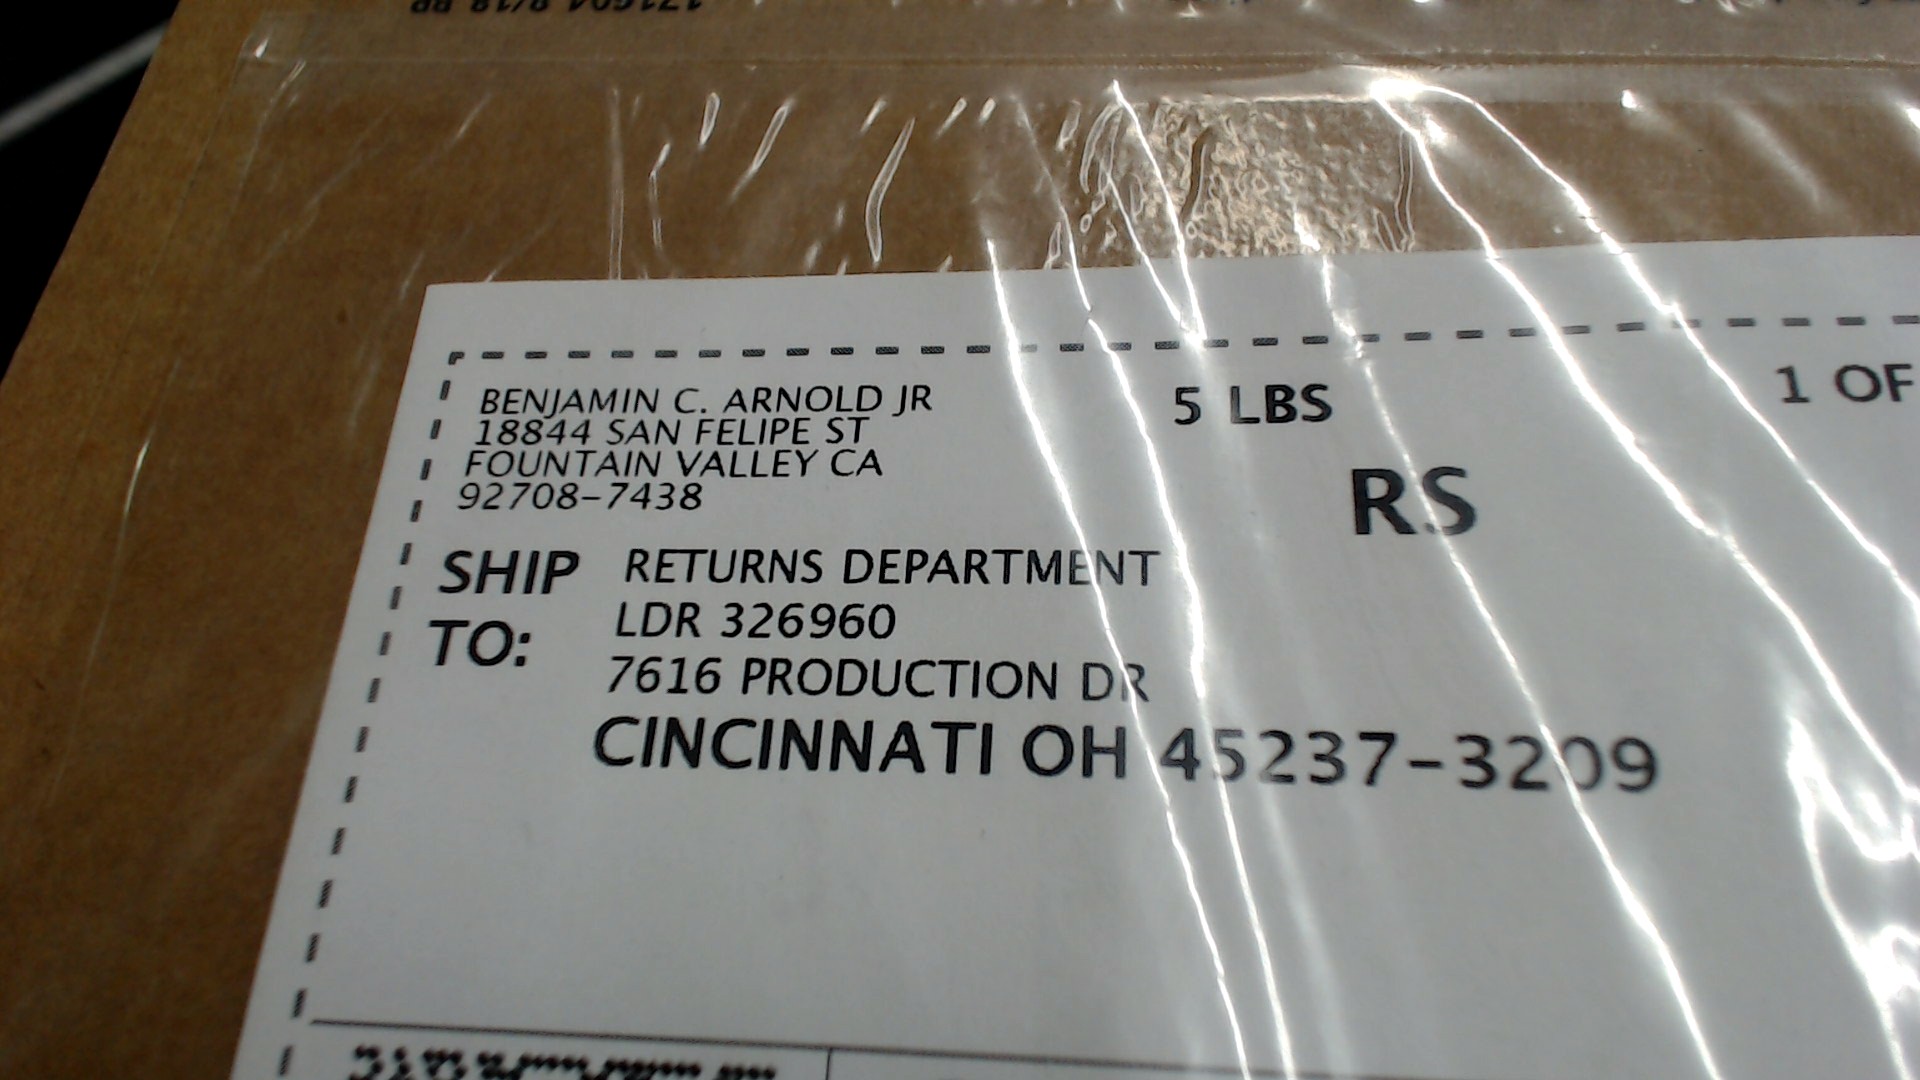 BENJAMIN C. ARNOLD JR
18844 SAN FELIPE ST
FOUNTAIN VALLEY CA
92708-7438
5 LBS
1 OF
RS
SHIP TO:
RETURNS DEPARTMENT
LDR 326960
7616 PRODUCTION DR
CINCINNATI OH 45237-3209